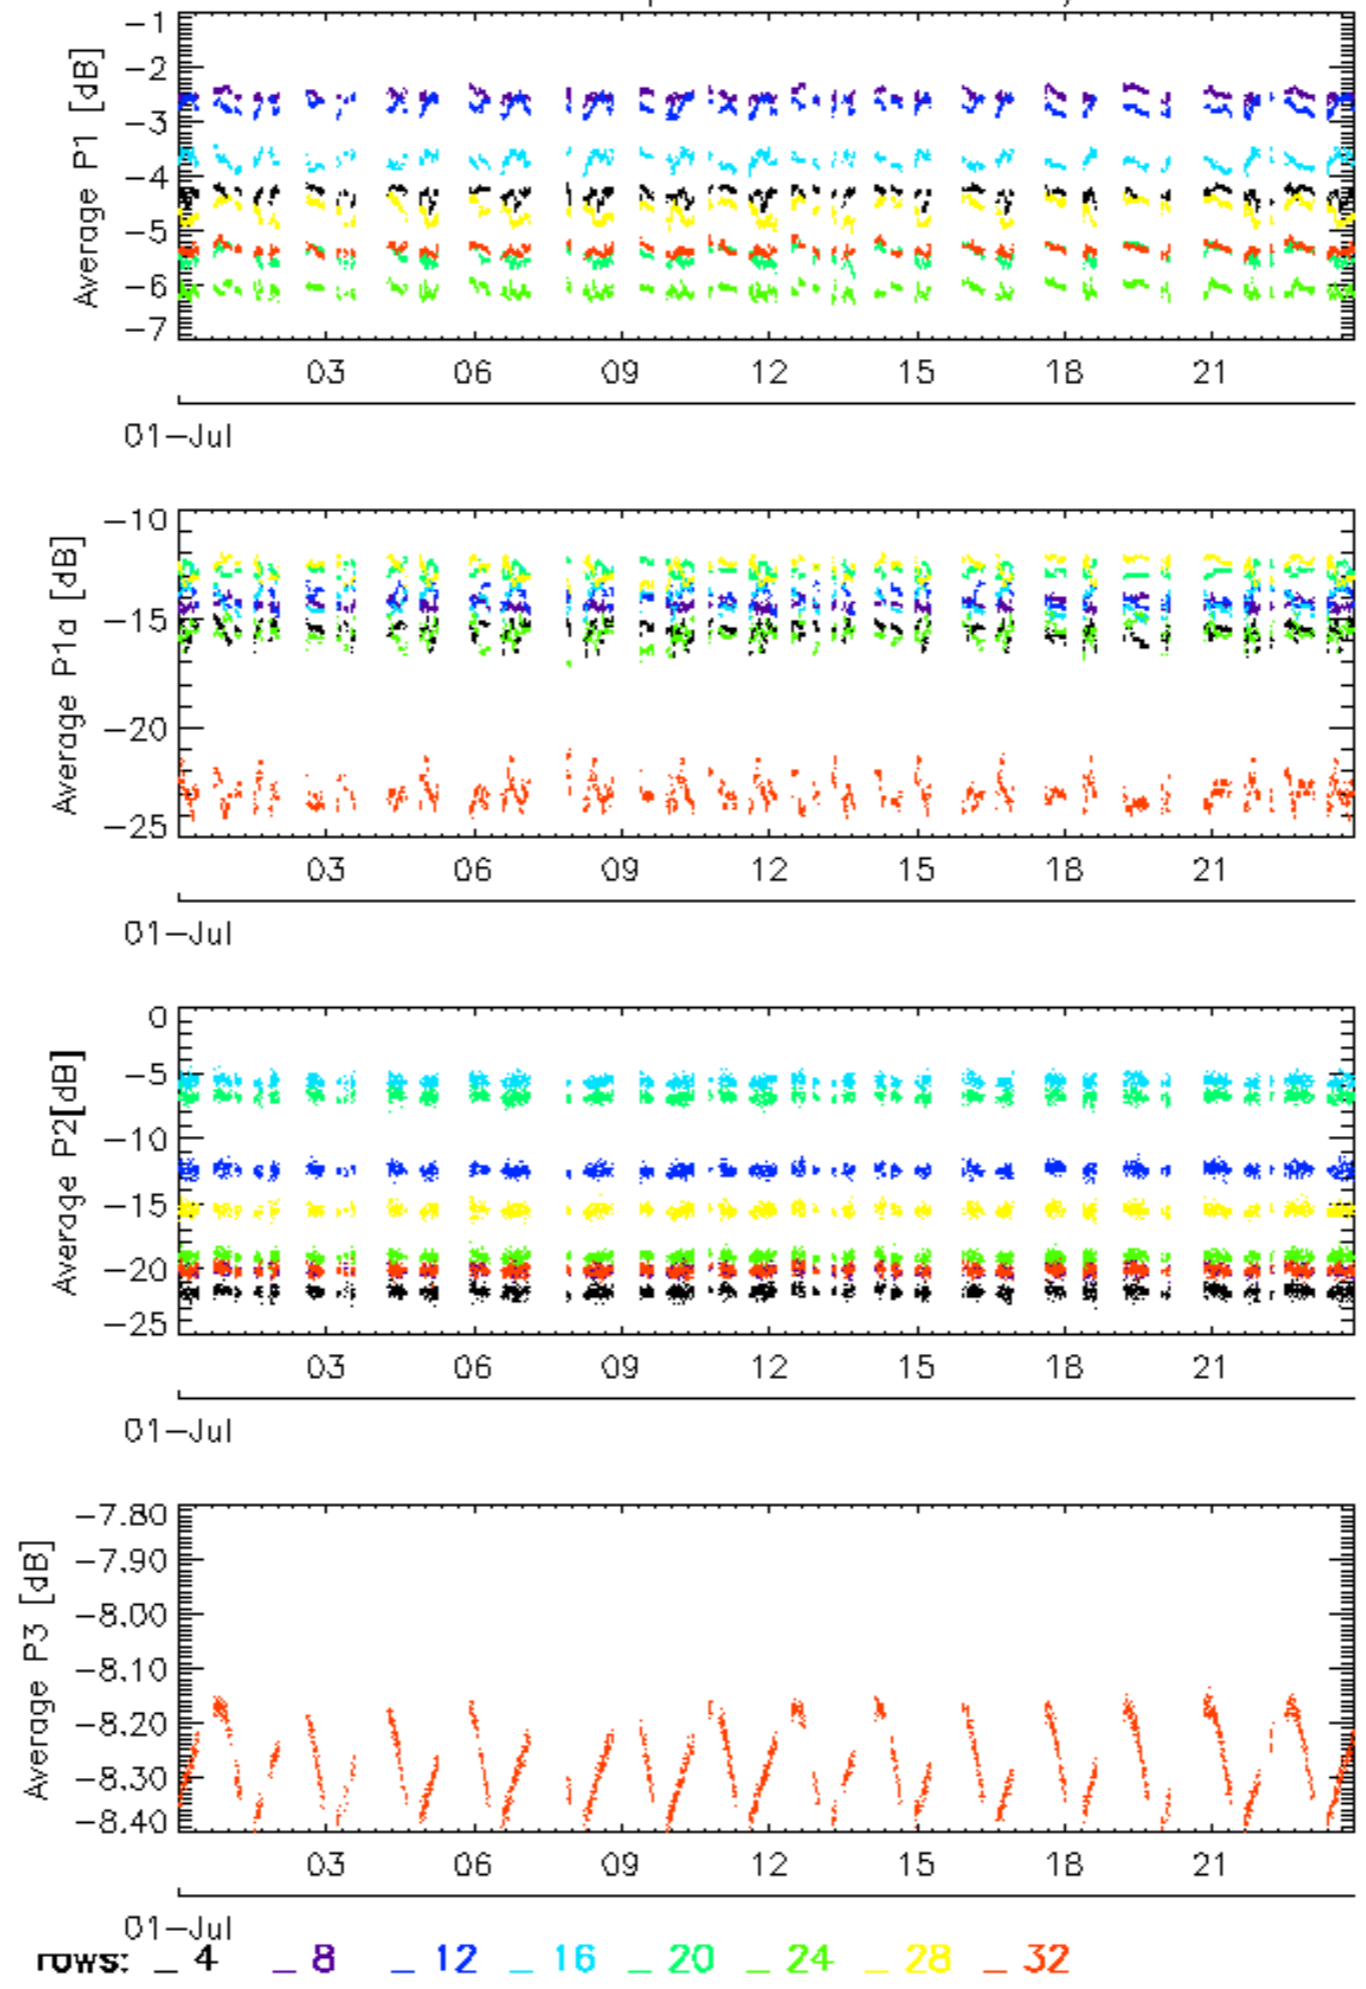 Average P1 [dB]
-1
-2
-3
-4
-5
-6
-7
03 06 09 12 15 18 21
01-Jul
Average P1a [dB]
-10
-15
-20
-25
03 06 09 12 15 18 21
01-Jul
Average P2[dB]
0
-5
-10
-15
-20
-25
03 06 09 12 15 18 21
01-Jul
Average P3 [dB]
-7.80
-7.90
-8.00
-8.10
-8.20
-8.30
-8.40
03 06 09 12 15 18 21
01-Jul
rows: _ 4 _ 8 _ 12 _ 16 _ 20 _ 24 _ 28 _ 32